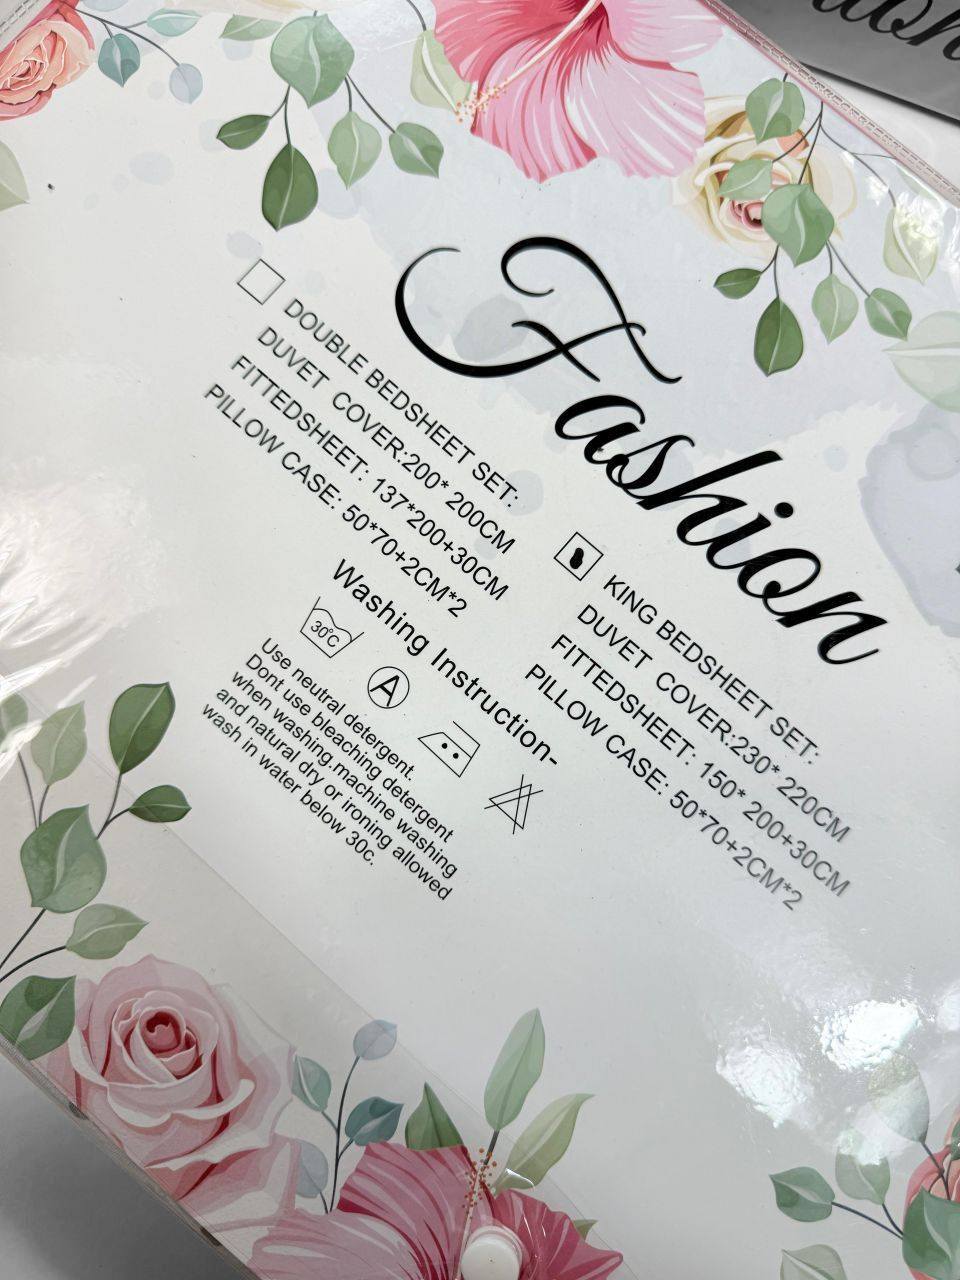 Fashion
DOUBLE BEDSHEET SET:
DUVET COVER:200* 200CM
FITTEDSHEET: 137*200+30CM
PILLOW CASE: 50*70+2CM*2
KING BEDSHEET SET:
DUVET COVER:230* 220CM
FITTEDSHEET: 150* 200+30CM
PILLOW CASE: 50*70+2CM*2
Washing Instruction-
30°C
A
Use neutral detergent.
Dont use bleaching detergent
when washing.machine washing
and natural dry or ironing allowed
wash in water below 30c.